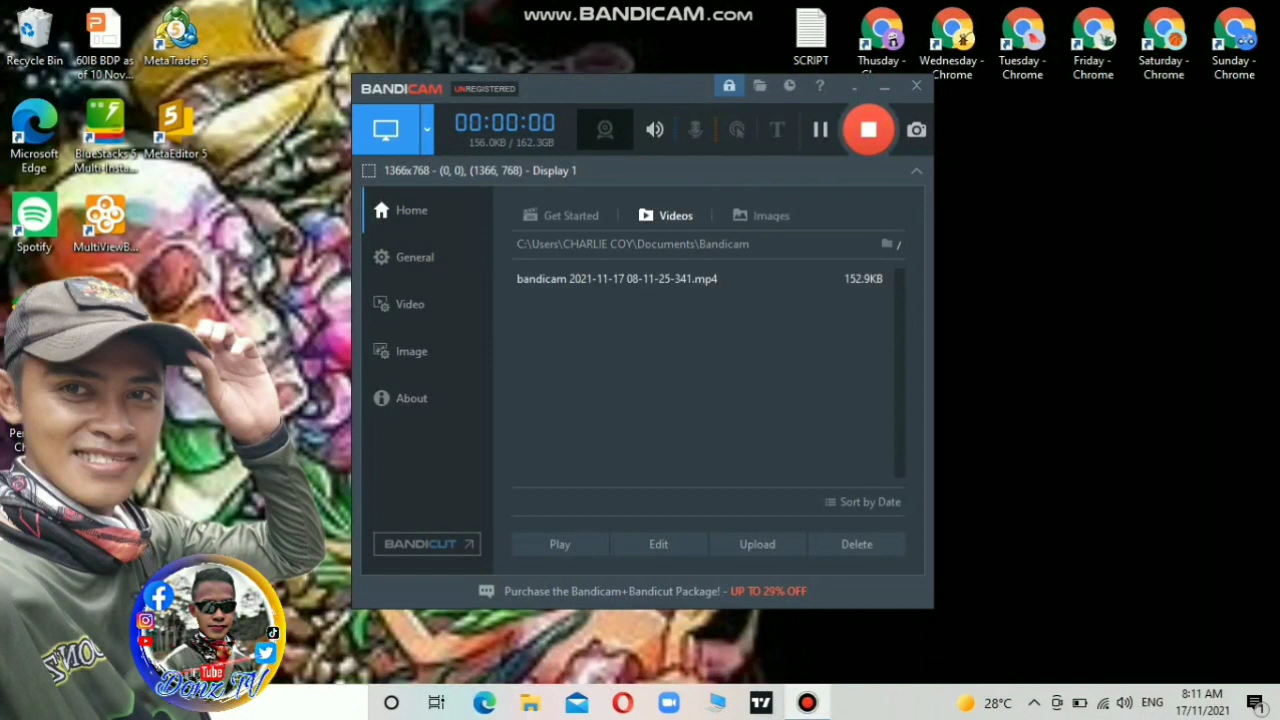 www.BANDICAM.com
Recycle Bin
60IB BDP as
of 10 Nov...
MetaTrader 5
SCRIPT
Thusday -
Wednesday -
Chrome
Tuesday -
Chrome
Friday -
Chrome
Saturday -
Chrome
Sunday -
Chrome
Microsoft
Edge
BlueStacks 5
Multi-Insta...
MetaEditor 5
Spotify
MultiViewB...
BANDICAM UNREGISTERED
00:00:00
156.0KB / 162.3GB
1366x768 - (0, 0), (1366, 768) - Display 1
Home
General
Video
Image
About
BANDICUT
Get Started
Videos
Images
C:\Users\CHARLIE COY\Documents\Bandicam
bandicam 2021-11-17 08-11-25-341.mp4 152.9KB
Sort by Date
Play
Edit
Upload
Delete
Purchase the Bandicam+Bandicut Package! - UP TO 29% OFF
YouTube
Donz TV
28°C
ENG
8:11 AM
17/11/2021